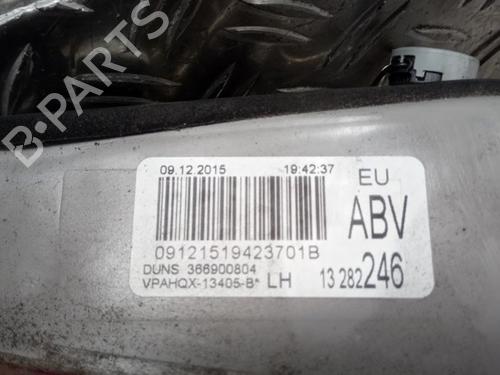 B-PARTS
09.12.2015 19:42:37 EU
ABV
09121519423701B
DUNS 366900804
VPAHQX-13405-B* LH 13 282 246